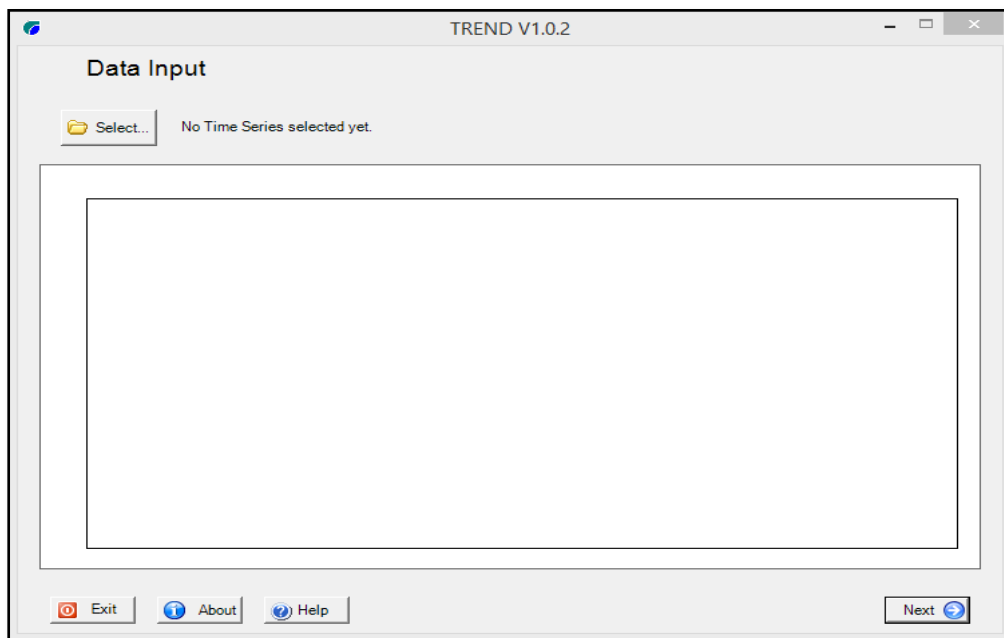 TREND V1.0.2
Data Input
Select... No Time Series selected yet.
Exit About Help Next